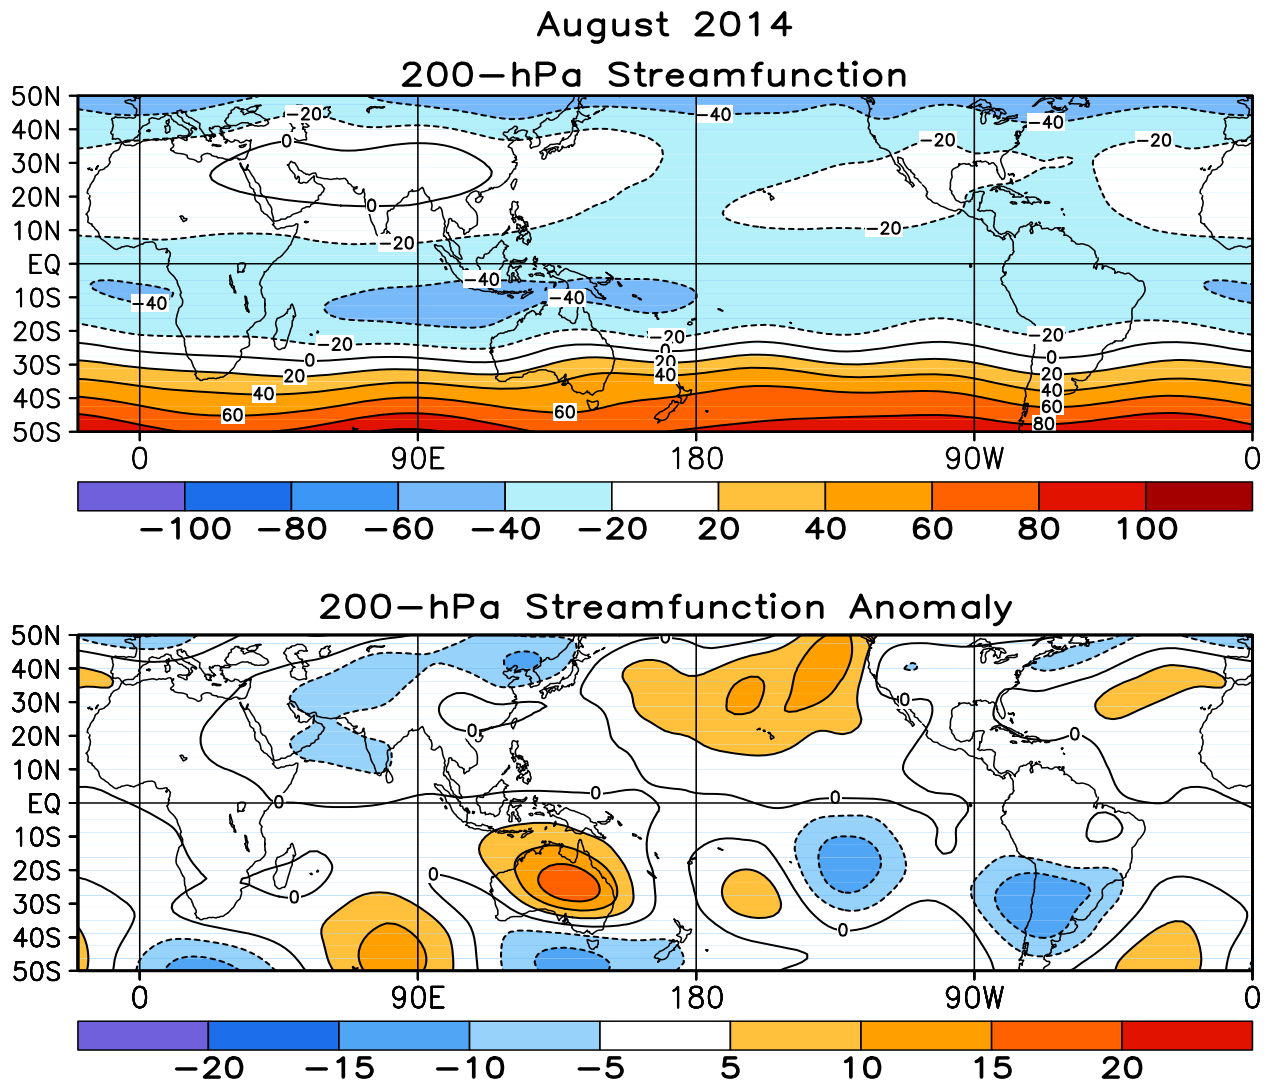 August 2014
200−hPa Streamfunction
50N
40N
30N
20N
10N
EQ
10S
20S
30S
40S
50S
−20
0
0
−20
−40
−40
−20
−20
−20
−40
−40
−40
−20
0
20
40
60
60
−20
0
20
40
−20
0
20
40
60
80
0 90E 180 90W 0
−100 −80 −60 −40 −20 20 40 60 80 100
200−hPa Streamfunction Anomaly
50N
40N
30N
20N
10N
EQ
10S
20S
30S
40S
50S
0
0
0
0
0
0
0
0
0
0
0 90E 180 90W 0
−20 −15 −10 −5 5 10 15 20